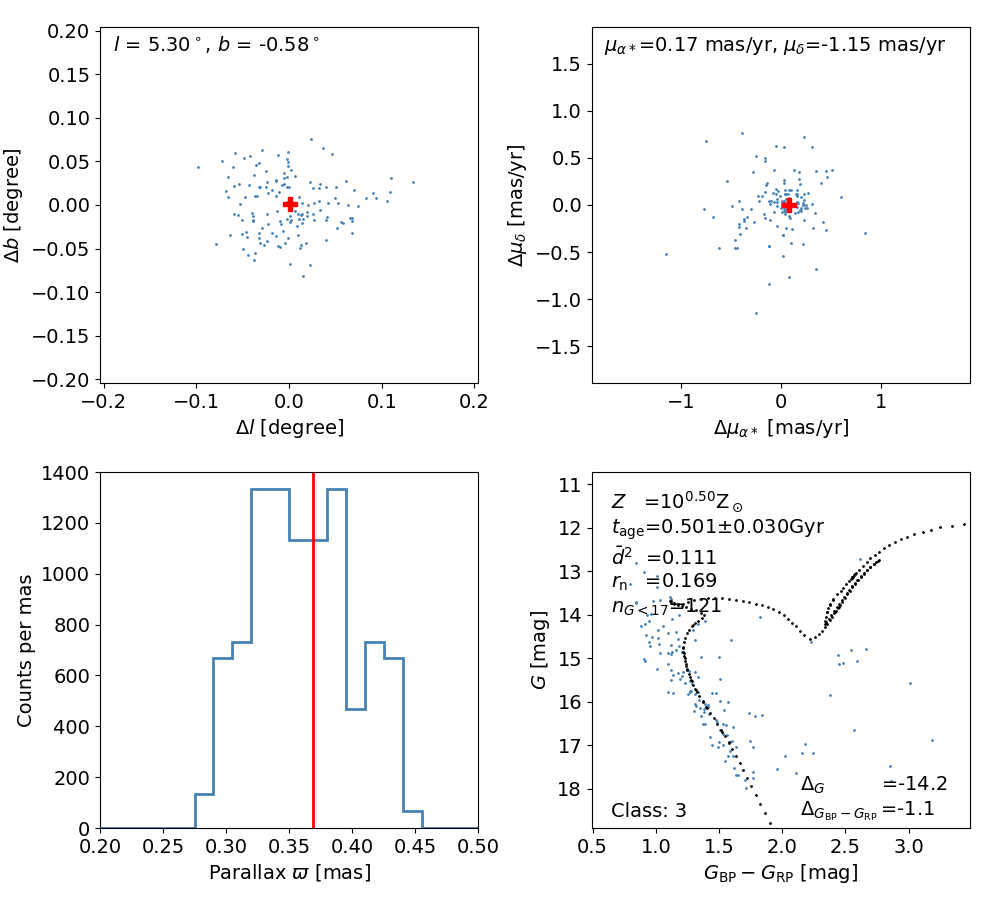 l = 5.30°, b = -0.58°
0.20
0.15
0.10
0.05
0.00
−0.05
−0.10
−0.15
−0.20
Δb [degree]
−0.2 −0.1 0.0 0.1 0.2
Δl [degree]
μα*=0.17 mas/yr, μδ=-1.15 mas/yr
1.5
1.0
0.5
0.0
−0.5
−1.0
−1.5
Δμδ [mas/yr]
−1 0 1
Δμα* [mas/yr]
1400
1200
1000
800
600
400
200
0
Counts per mas
0.20 0.25 0.30 0.35 0.40 0.45 0.50
Parallax ϖ [mas]
Z =10^0.50 Z⊙
t_age=0.501±0.030Gyr
d̄² =0.111
r_n =0.169
n_G<17=121
11
12
13
14
15
16
17
18
G [mag]
Δ_G =-14.2
Δ_G_BP−G_RP =-1.1
Class: 3
0.5 1.0 1.5 2.0 2.5 3.0
G_BP − G_RP [mag]